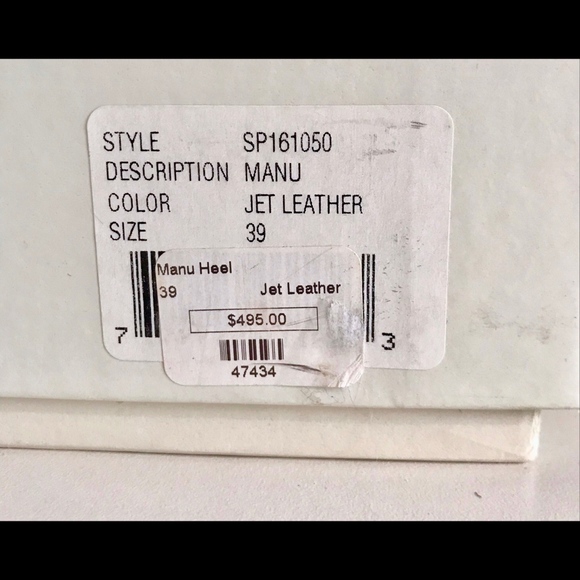 STYLE SP161050
DESCRIPTION MANU
COLOR JET LEATHER
SIZE 39
Manu Heel
39 Jet Leather
$495.00
7 3
47434